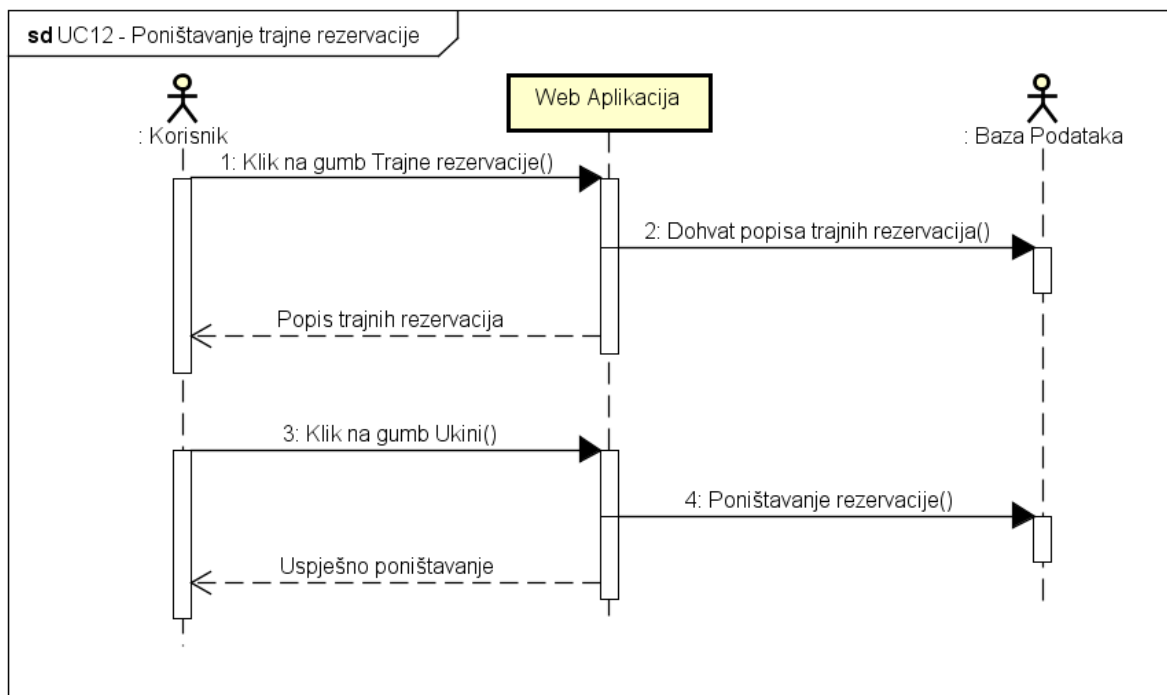 sd UC12 - Poništavanje trajne rezervacije
Web Aplikacija
: Korisnik
: Baza Podataka
1: Klik na gumb Trajne rezervacije()
2: Dohvat popisa trajnih rezervacija()
Popis trajnih rezervacija
3: Klik na gumb Ukini()
4: Poništavanje rezervacije()
Uspješno poništavanje